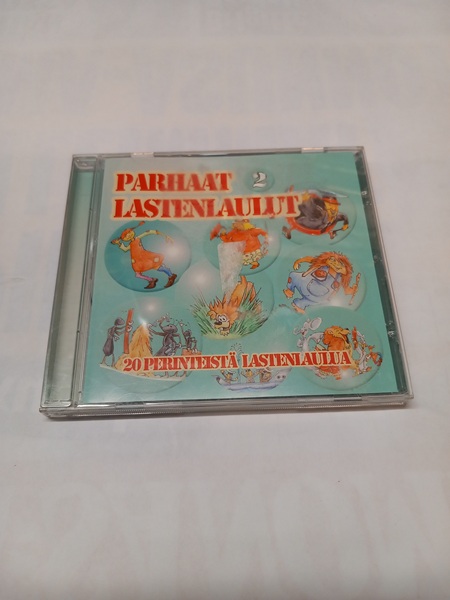 PARHAAT 2
LASTENLAULUT
20 PERINTEISTÄ LASTENLAULUA